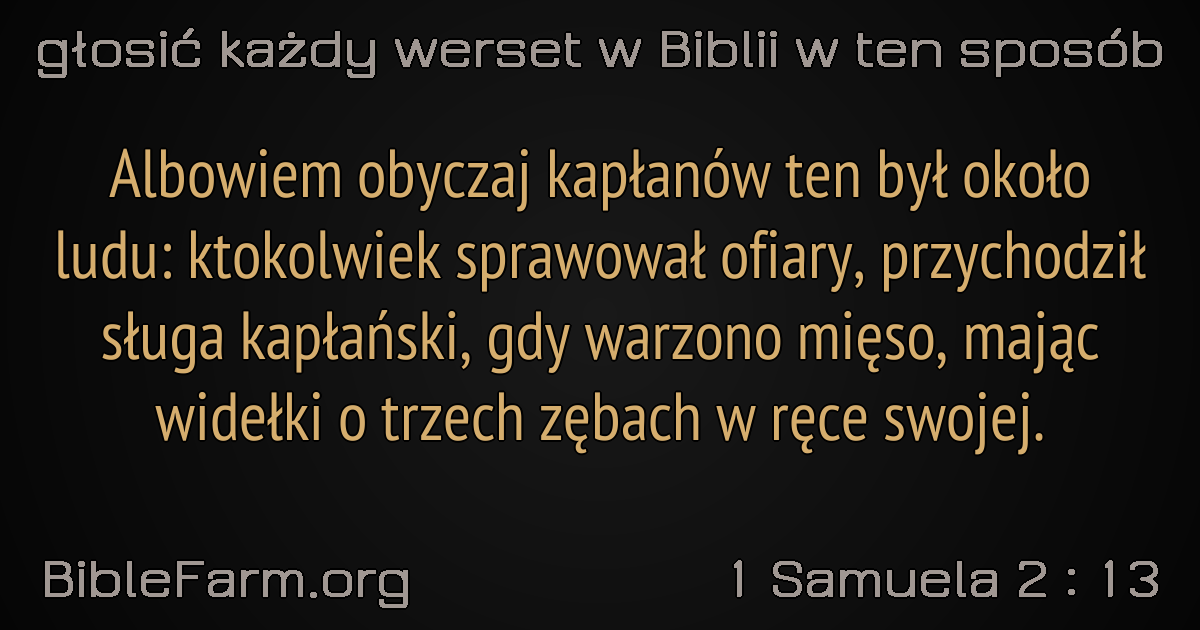 głosić każdy werset w Biblii w ten sposób
Albowiem obyczaj kapłanów ten był około
ludu: ktokolwiek sprawował ofiary, przychodził
sługa kapłański, gdy warzono mięso, mając
widełki o trzech zębach w ręce swojej.
BibleFarm.org
1 Samuela 2 : 13